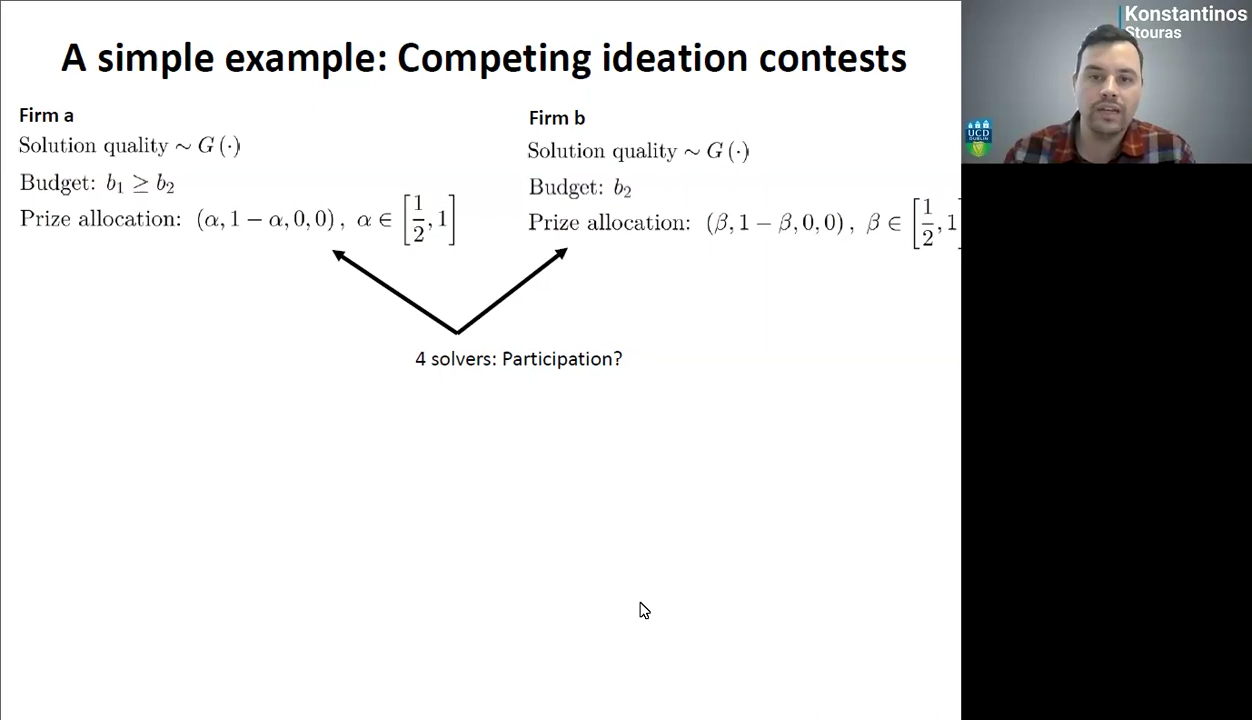 A simple example: Competing ideation contests
Firm a
Solution quality ∼ G (·)
Budget: b₁ ≥ b₂
Prize allocation: (α, 1 − α, 0, 0) , α ∈ [1/2, 1]
Firm b
Solution quality ∼ G (·)
Budget: b₂
Prize allocation: (β, 1 − β, 0, 0) , β ∈ [1/2, 1]
4 solvers: Participation?
Konstantinos
Stouras
UCD
DUBLIN